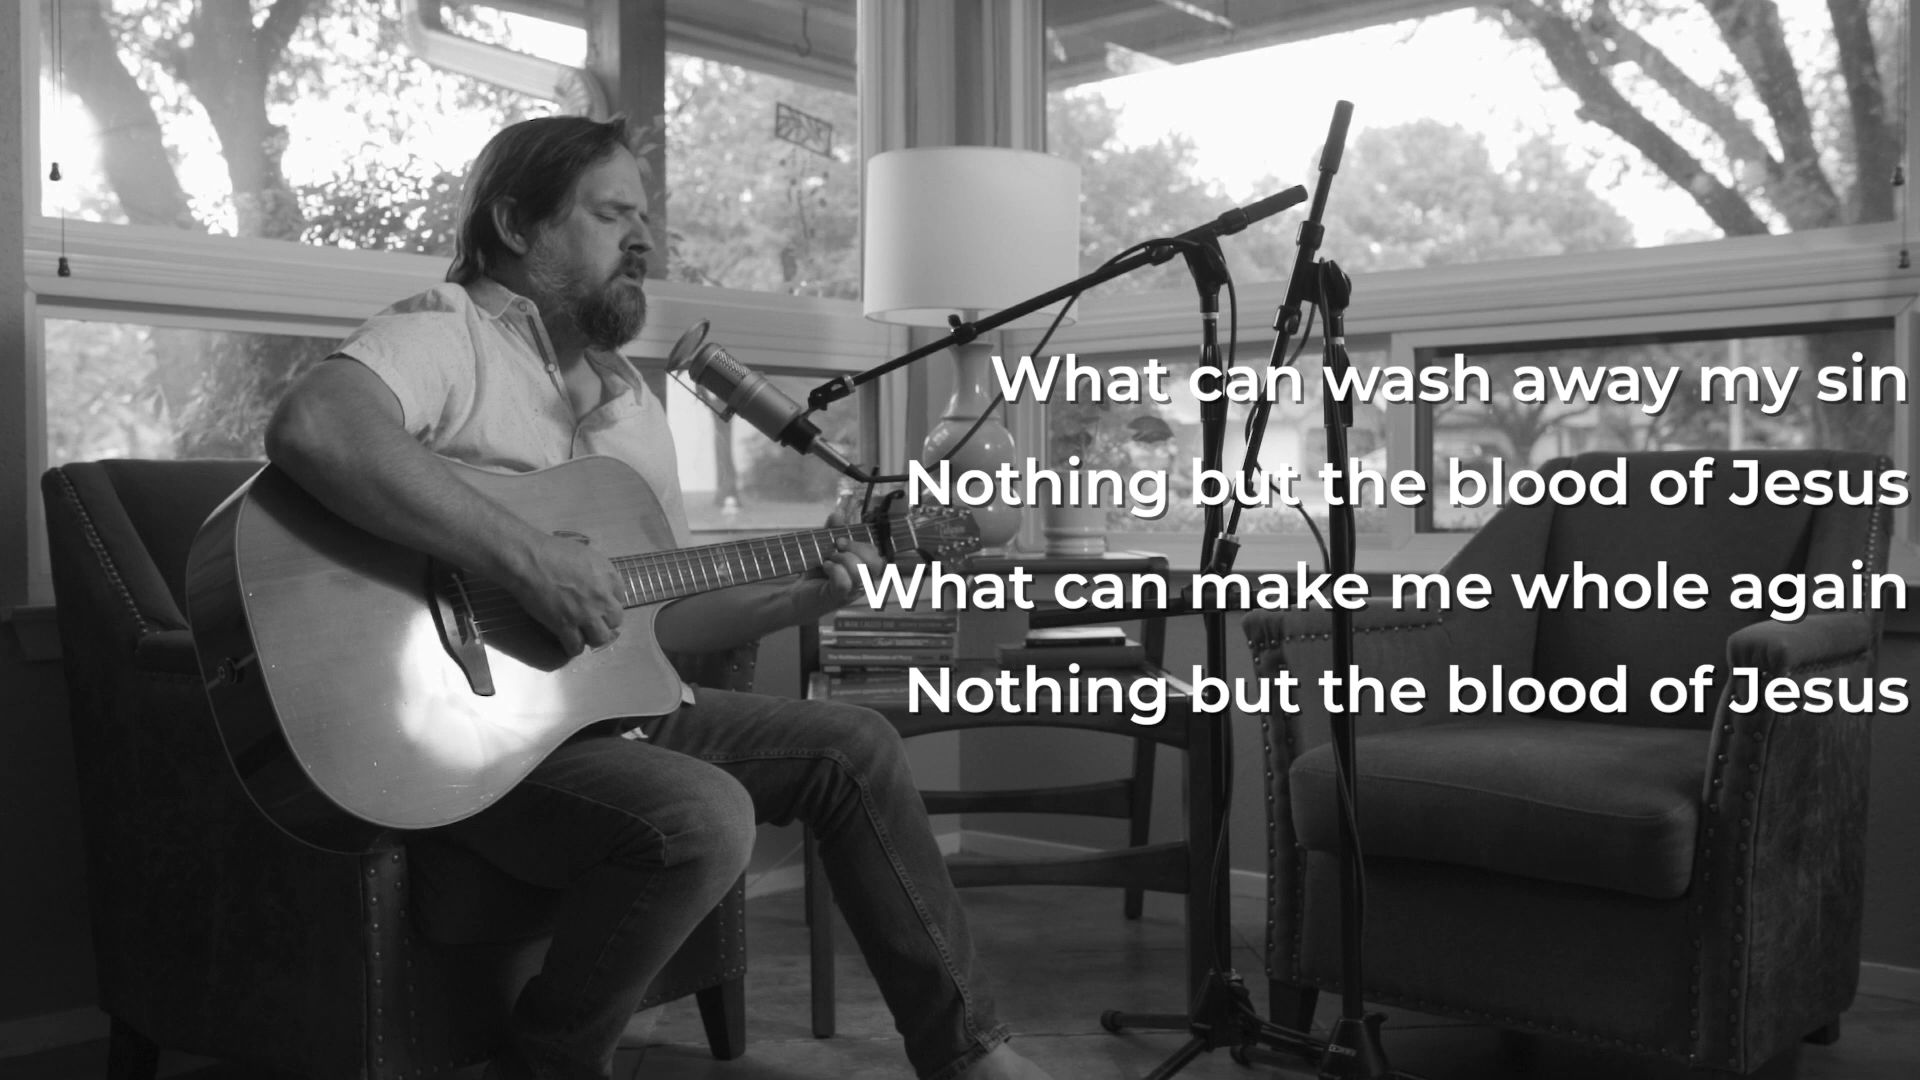 What can wash away my sin
Nothing but the blood of Jesus
What can make me whole again
Nothing but the blood of Jesus